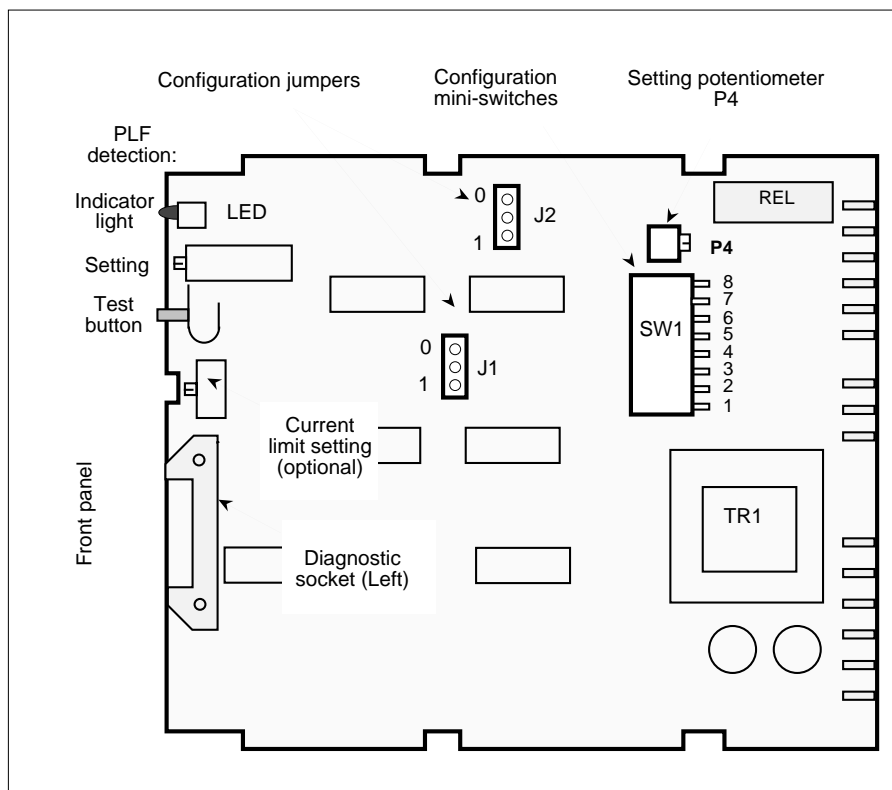 Configuration jumpers
Configuration
mini-switches
Setting potentiometer
P4
PLF
detection:
Indicator
light
LED
0
1
J2
REL
P4
Setting
Test
button
0
1
J1
SW1
8
7
6
5
4
3
2
1
Current
limit setting
(optional)
Front panel
TR1
Diagnostic
socket (Left)